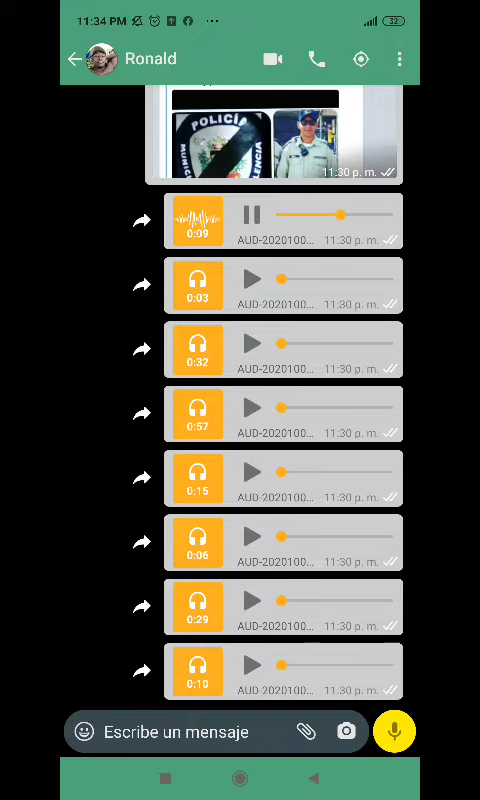 11:34 PM
32
Ronald
POLICÍA
11:30 p. m.
0:09
AUD-2020100... 11:30 p. m.
0:03
AUD-2020100... 11:30 p. m.
0:32
AUD-2020100... 11:30 p. m.
0:57
AUD-2020100... 11:30 p. m.
0:15
AUD-2020100... 11:30 p. m.
0:06
AUD-2020100... 11:30 p. m.
0:29
AUD-2020100... 11:30 p. m.
0:10
AUD-2020100... 11:30 p. m.
Escribe un mensaje